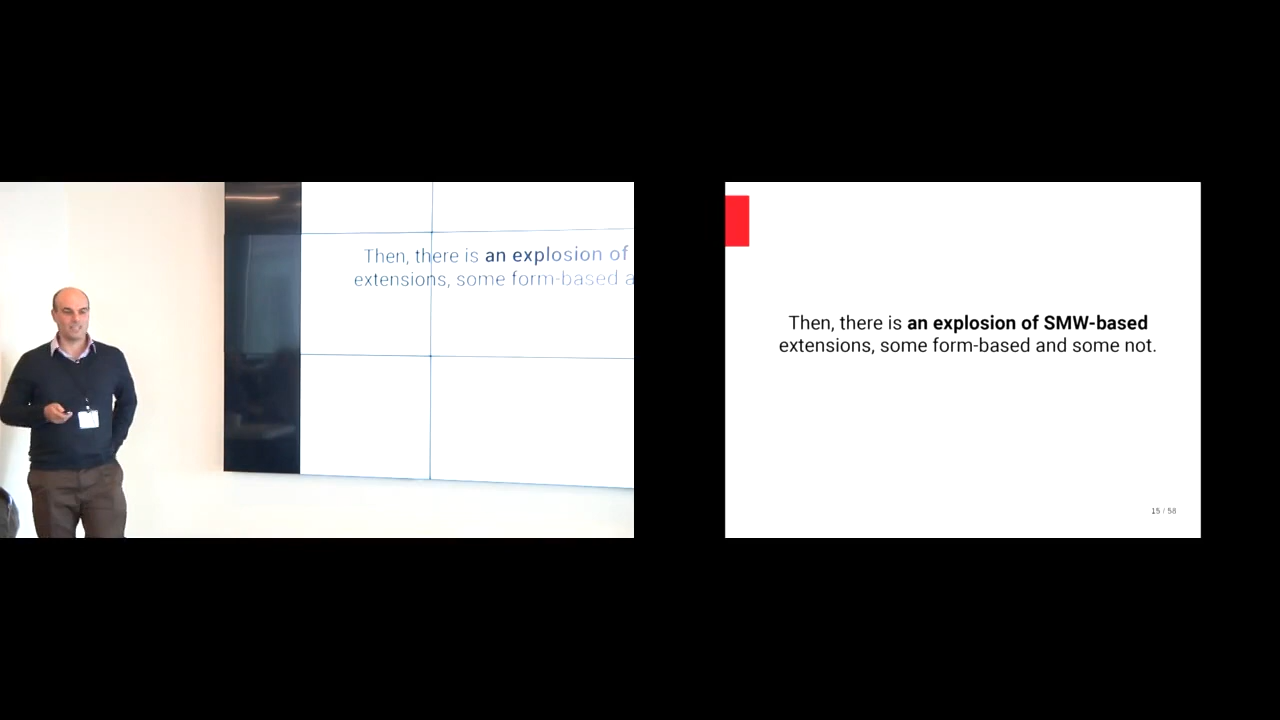 Then, there is an explosion of
extensions, some form-based a
Then, there is an explosion of SMW-based
extensions, some form-based and some not.
15 / 58